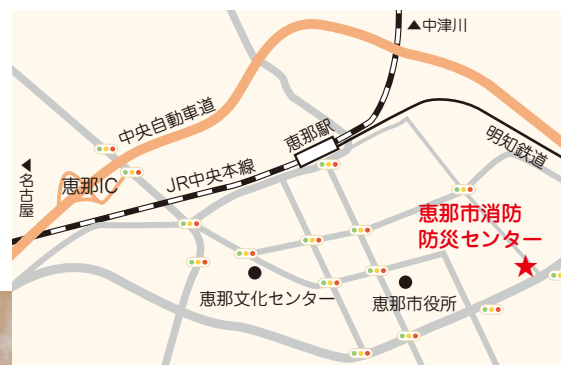 ▲中津川
中央自動車道
恵那駅
明知鉄道
JR中央本線
▲名古屋
恵那IC
恵那市消防
防災センター
恵那文化センター
恵那市役所